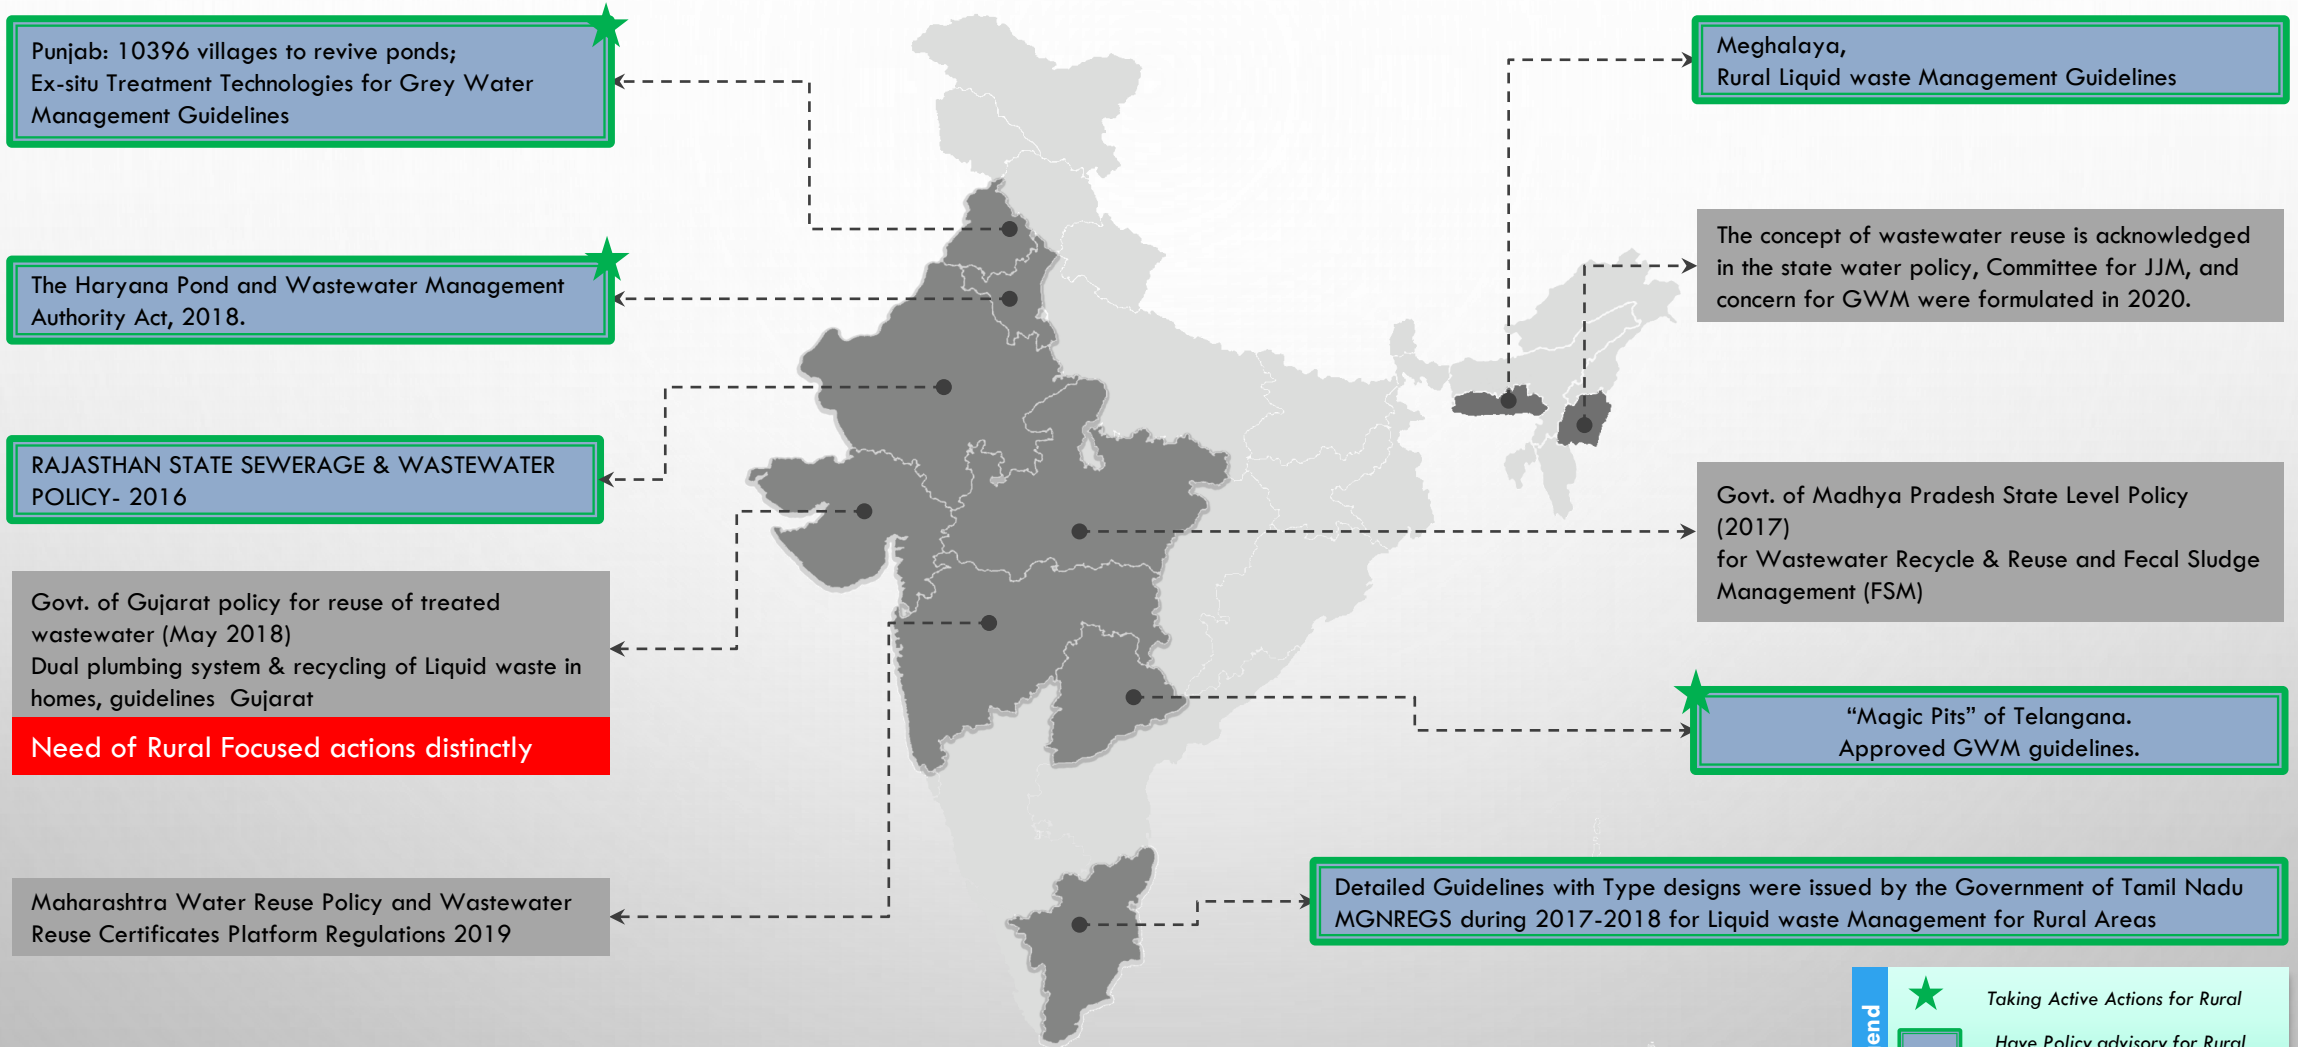 Punjab: 10396 villages to revive ponds;
Ex-situ Treatment Technologies for Grey Water
Management Guidelines
The Haryana Pond and Wastewater Management
Authority Act, 2018.
RAJASTHAN STATE SEWERAGE & WASTEWATER
POLICY- 2016
Govt. of Gujarat policy for reuse of treated
wastewater (May 2018)
Dual plumbing system & recycling of Liquid waste in
homes, guidelines Gujarat
Need of Rural Focused actions distinctly
Maharashtra Water Reuse Policy and Wastewater
Reuse Certificates Platform Regulations 2019
Meghalaya,
Rural Liquid waste Management Guidelines
The concept of wastewater reuse is acknowledged
in the state water policy, Committee for JJM, and
concern for GWM were formulated in 2020.
Govt. of Madhya Pradesh State Level Policy
(2017)
for Wastewater Recycle & Reuse and Fecal Sludge
Management (FSM)
“Magic Pits” of Telangana.
Approved GWM guidelines.
Detailed Guidelines with Type designs were issued by the Government of Tamil Nadu
MGNREGS during 2017-2018 for Liquid waste Management for Rural Areas
Taking Active Actions for Rural
Have Policy advisory for Rural